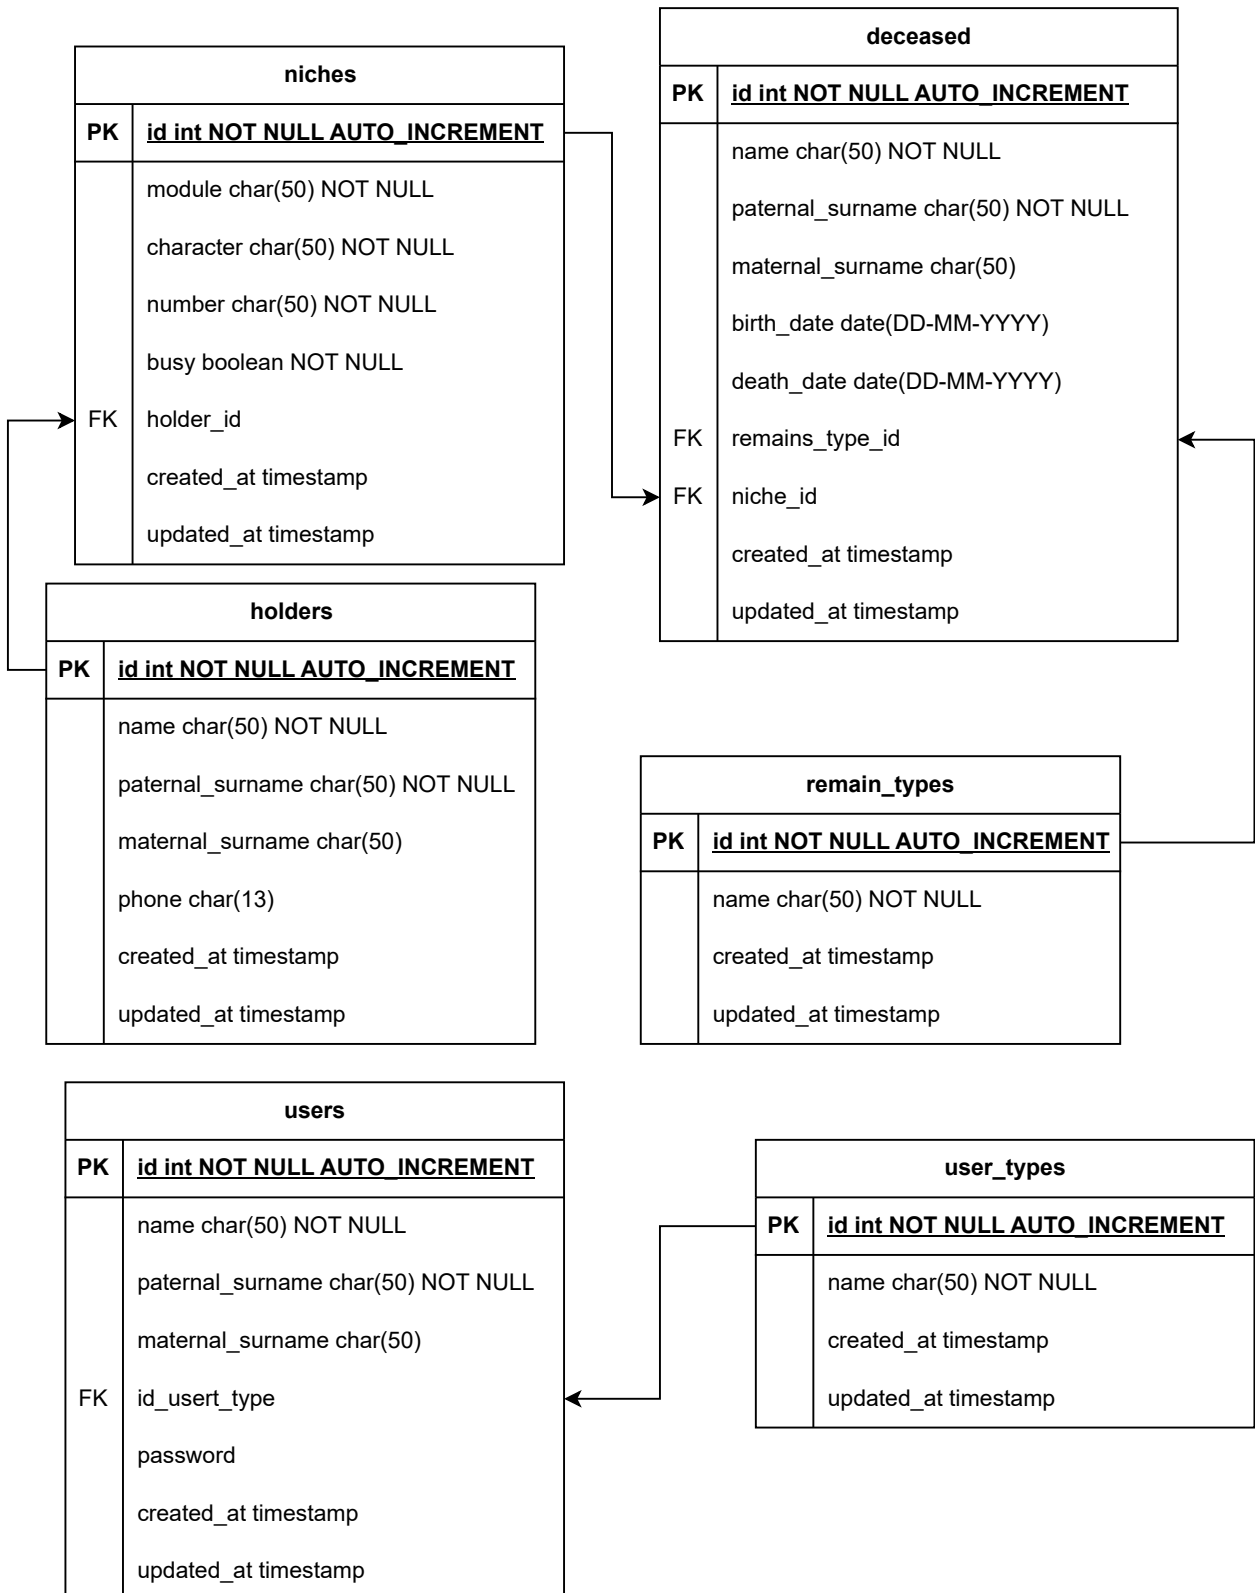 niches
PK id int NOT NULL AUTO_INCREMENT
module char(50) NOT NULL
character char(50) NOT NULL
number char(50) NOT NULL
busy boolean NOT NULL
FK holder_id
created_at timestamp
updated_at timestamp
deceased
PK id int NOT NULL AUTO_INCREMENT
name char(50) NOT NULL
paternal_surname char(50) NOT NULL
maternal_surname char(50)
birth_date date(DD-MM-YYYY)
death_date date(DD-MM-YYYY)
FK remains_type_id
FK niche_id
created_at timestamp
updated_at timestamp
holders
PK id int NOT NULL AUTO_INCREMENT
name char(50) NOT NULL
paternal_surname char(50) NOT NULL
maternal_surname char(50)
phone char(13)
created_at timestamp
updated_at timestamp
remain_types
PK id int NOT NULL AUTO_INCREMENT
name char(50) NOT NULL
created_at timestamp
updated_at timestamp
users
PK id int NOT NULL AUTO_INCREMENT
name char(50) NOT NULL
paternal_surname char(50) NOT NULL
maternal_surname char(50)
FK id_usert_type
password
created_at timestamp
updated_at timestamp
user_types
PK id int NOT NULL AUTO_INCREMENT
name char(50) NOT NULL
created_at timestamp
updated_at timestamp